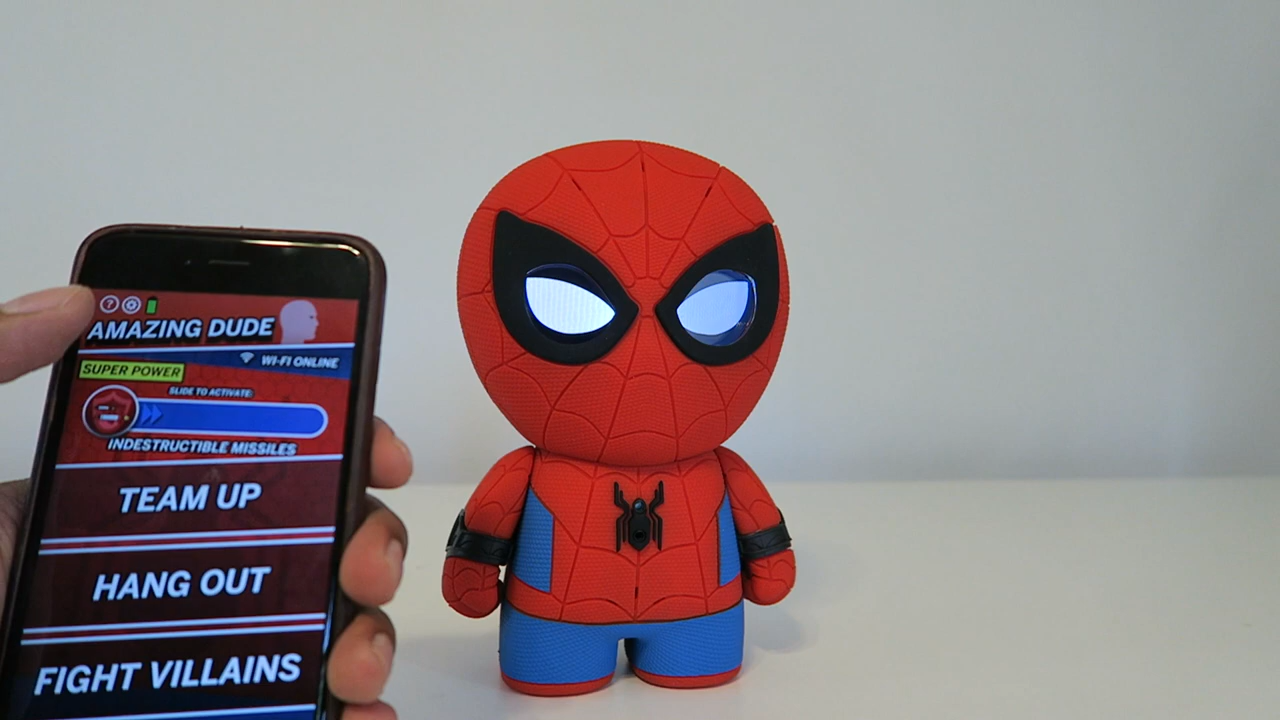 ?
AMAZING DUDE
WI-FI ONLINE
SUPER POWER
SLIDE TO ACTIVATE:
INDESTRUCTIBLE MISSILES
TEAM UP
HANG OUT
FIGHT VILLAINS